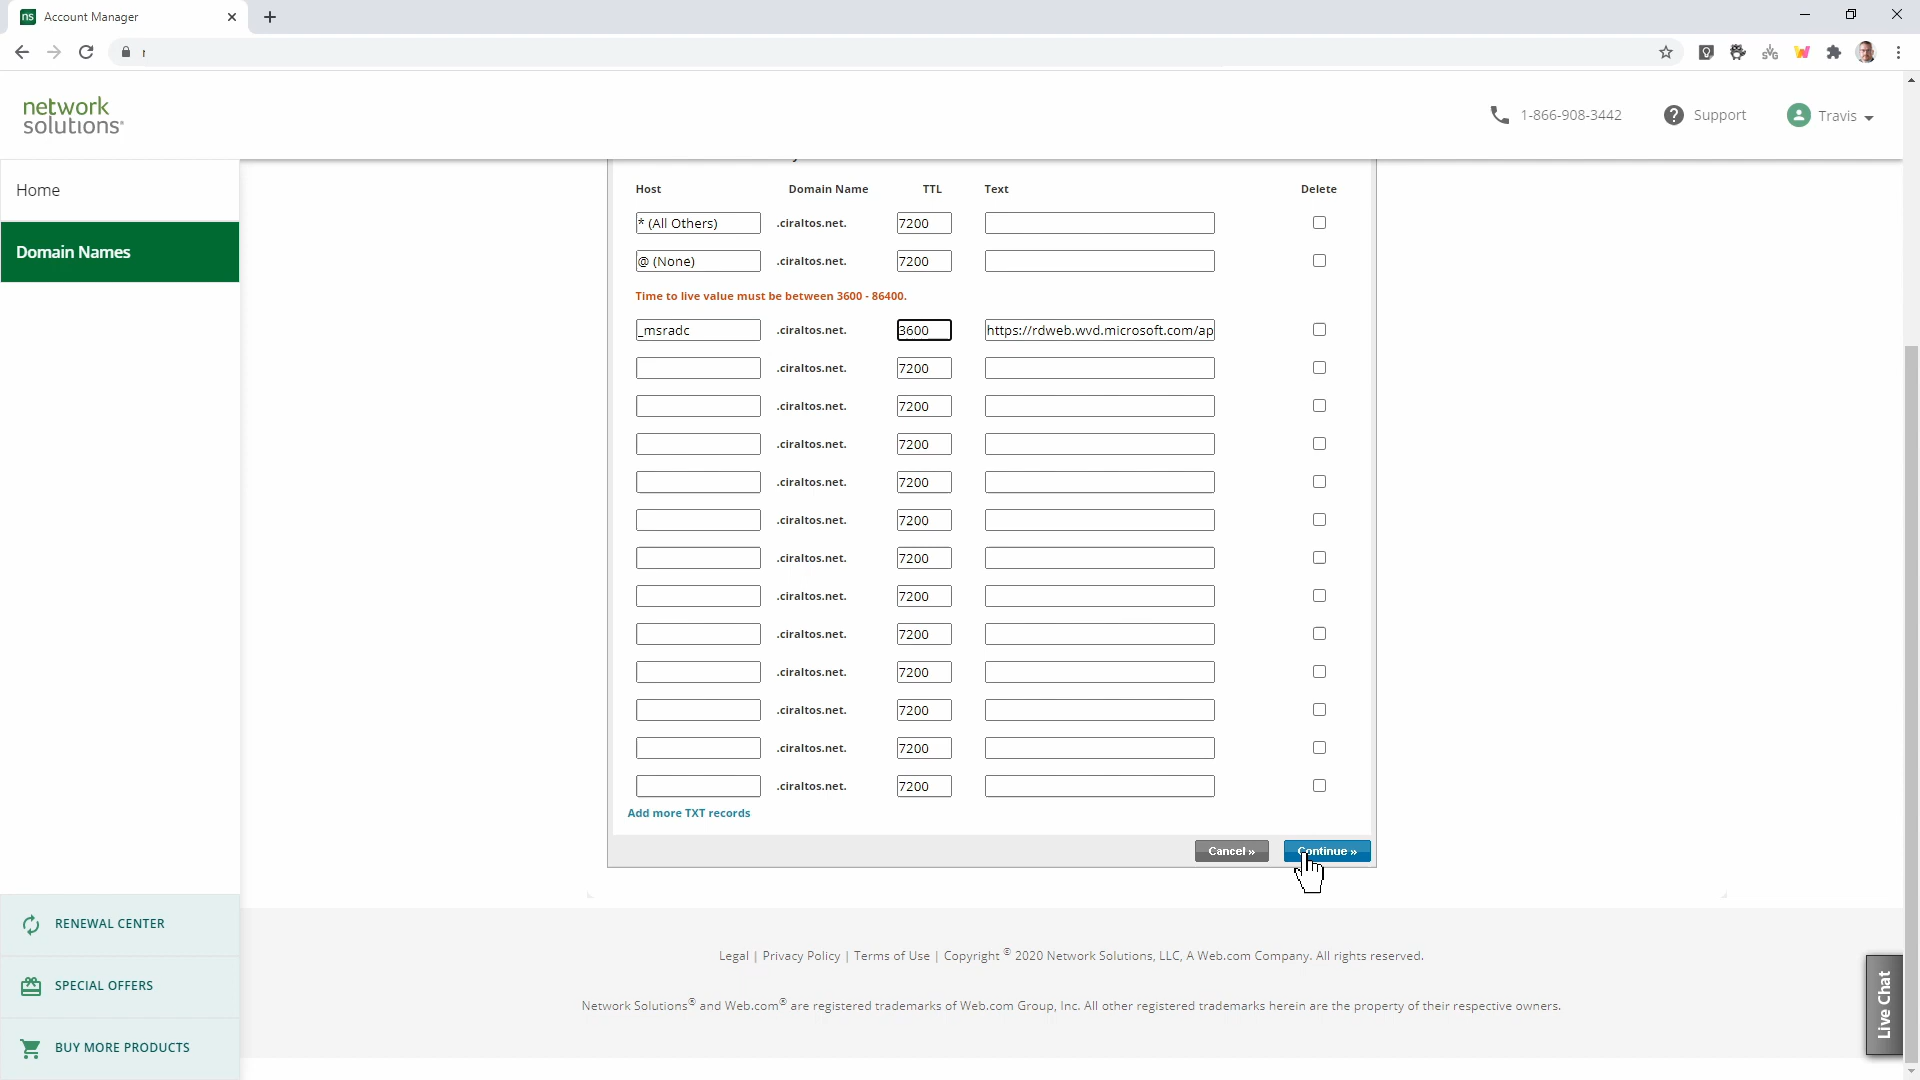 ns Account Manager
network
solutions®
1-866-908-3442 Support Travis
Home
Domain Names
Host Domain Name TTL Text Delete
* (All Others) .ciraltos.net. 7200
@ (None) .ciraltos.net. 7200
Time to live value must be between 3600 - 86400.
_msradc .ciraltos.net. 3600 https://rdweb.wvd.microsoft.com/ap
.ciraltos.net. 7200
.ciraltos.net. 7200
.ciraltos.net. 7200
.ciraltos.net. 7200
.ciraltos.net. 7200
.ciraltos.net. 7200
.ciraltos.net. 7200
.ciraltos.net. 7200
.ciraltos.net. 7200
.ciraltos.net. 7200
.ciraltos.net. 7200
.ciraltos.net. 7200
Add more TXT records
Cancel » Continue »
RENEWAL CENTER
SPECIAL OFFERS
BUY MORE PRODUCTS
Legal | Privacy Policy | Terms of Use | Copyright © 2020 Network Solutions, LLC, A Web.com Company. All rights reserved.
Network Solutions® and Web.com® are registered trademarks of Web.com Group, Inc. All other registered trademarks herein are the property of their respective owners.
Live Chat